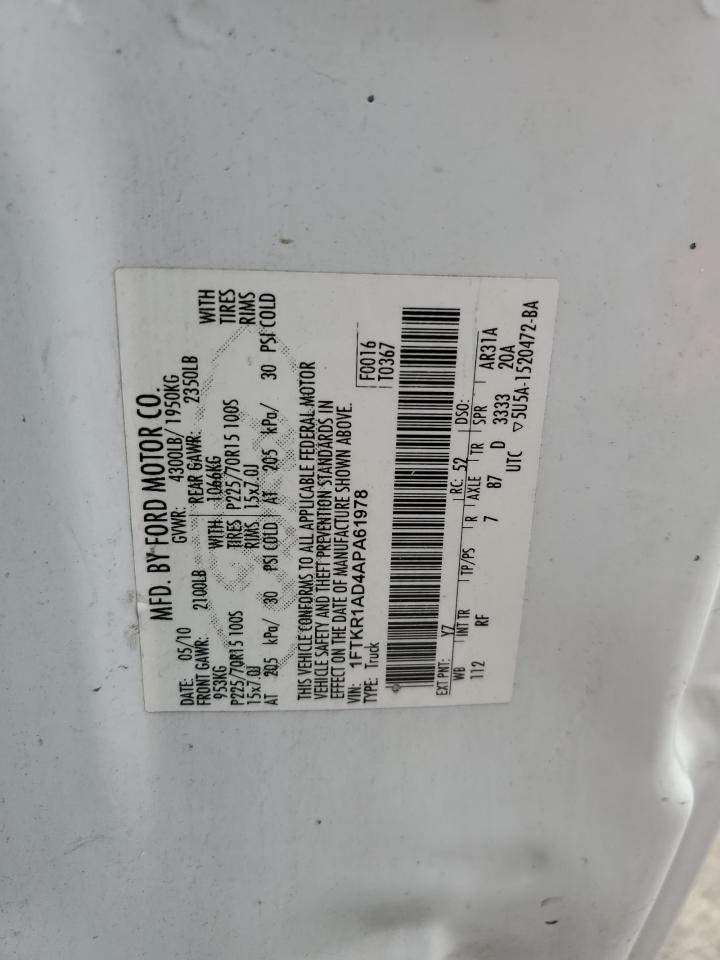 MFD. BY FORD MOTOR CO.
DATE: 05/10 GVWR: 4300LB/ 1950KG
FRONT GAWR: 2100LB REAR GAWR: 2350LB
953KG WITH 1066KG WITH
P225/70R15 100S TIRES P225/70R15 100S TIRES
15x7.0J RIMS 15x7.0J RIMS
AT 205 kPa/ 30 PSI COLD AT 205 kPa/ 30 PSI COLD
THIS VEHICLE CONFORMS TO ALL APPLICABLE FEDERAL MOTOR
VEHICLE SAFETY AND THEFT PREVENTION STANDARDS IN
EFFECT ON THE DATE OF MANUFACTURE SHOWN ABOVE.
VIN: 1FTKR1AD4APA61978 F0016
TYPE: Truck T0367
EXT PNT: YZ RC: 52 DSO:
WB INT TR TP/PS R AXLE TR SPR AR31A
112 RF 7 87 D 3333 20A
UTC ▽5U5A-1520472-BA